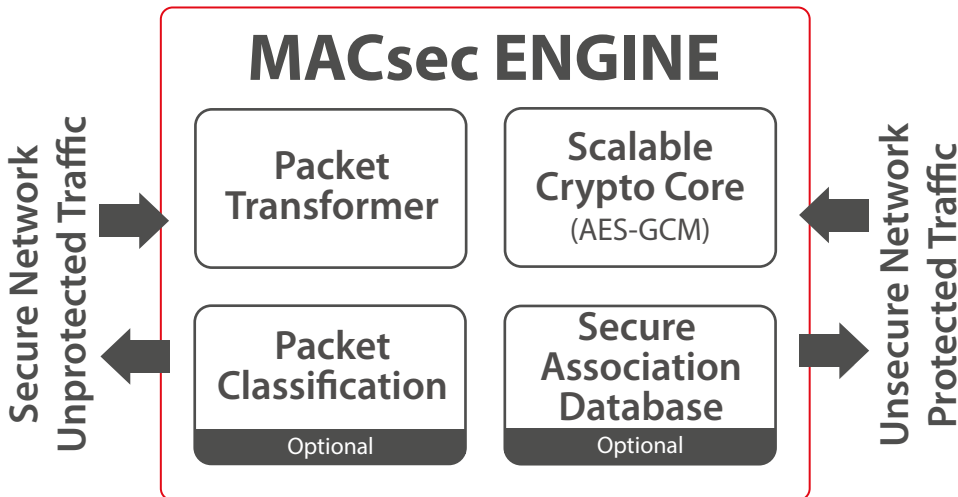 MACsec ENGINE
Secure Network
Unprotected Traffic
Packet
Transformer
Scalable
Crypto Core
(AES-GCM)
Packet
Classification
Optional
Secure
Association
Database
Optional
Unsecure Network
Protected Traffic